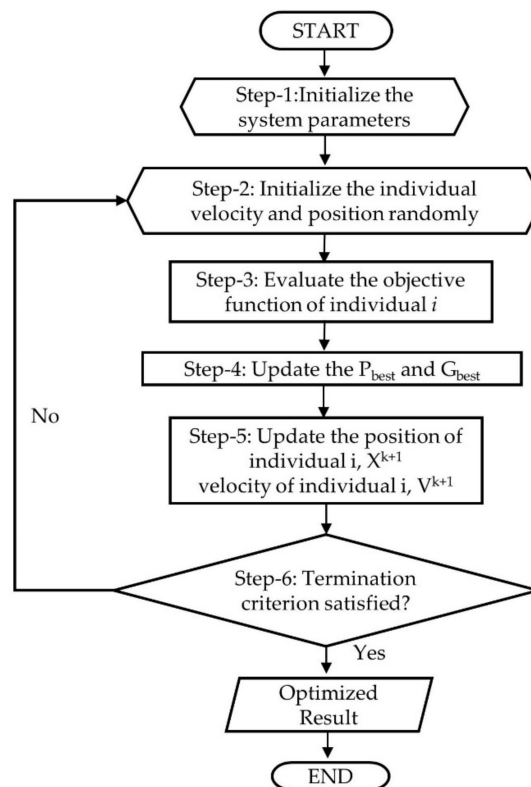 START
Step-1:Initialize the
system parameters
Step-2: Initialize the individual
velocity and position randomly
Step-3: Evaluate the objective
function of individual i
Step-4: Update the Pbest and Gbest
Step-5: Update the position of
individual i, Xk+1
velocity of individual i, Vk+1
No
Step-6: Termination
criterion satisfied?
Yes
Optimized
Result
END